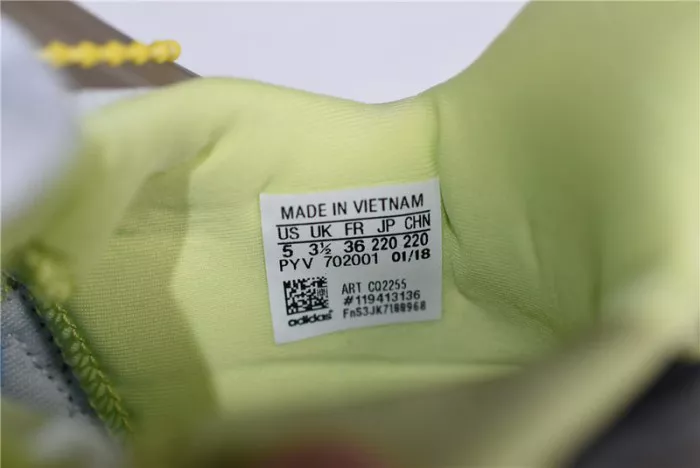 MADE IN VIETNAM
US UK FR JP CHN
5 3½ 36 220 220
PYV 702001 01/18
ART CQ2255
#119413136
FnS3JK7188968
adidas